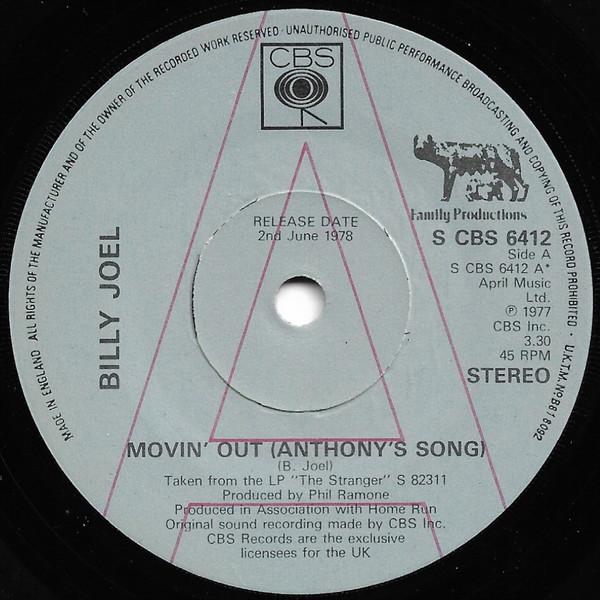 MADE IN ENGLAND ALL RIGHTS OF THE MANUFACTURER AND OF THE OWNER OF THE RECORDED WORK RESERVED · UNAUTHORISED PUBLIC PERFORMANCE BROADCASTING AND COPYING OF THIS RECORD PROHIBITED · U.K.T.M. Nº B618092
CBS
A
RELEASE DATE
2nd June 1978
Family Productions
S CBS 6412
Side A
S CBS 6412 A*
April Music
Ltd.
℗ 1977
CBS Inc.
3.30
45 RPM
STEREO
BILLY JOEL
MOVIN' OUT (ANTHONY'S SONG)
(B. Joel)
Taken from the LP "The Stranger" S 82311
Produced by Phil Ramone
Produced in Association with Home Run
Original sound recording made by CBS Inc.
CBS Records are the exclusive
licensees for the UK